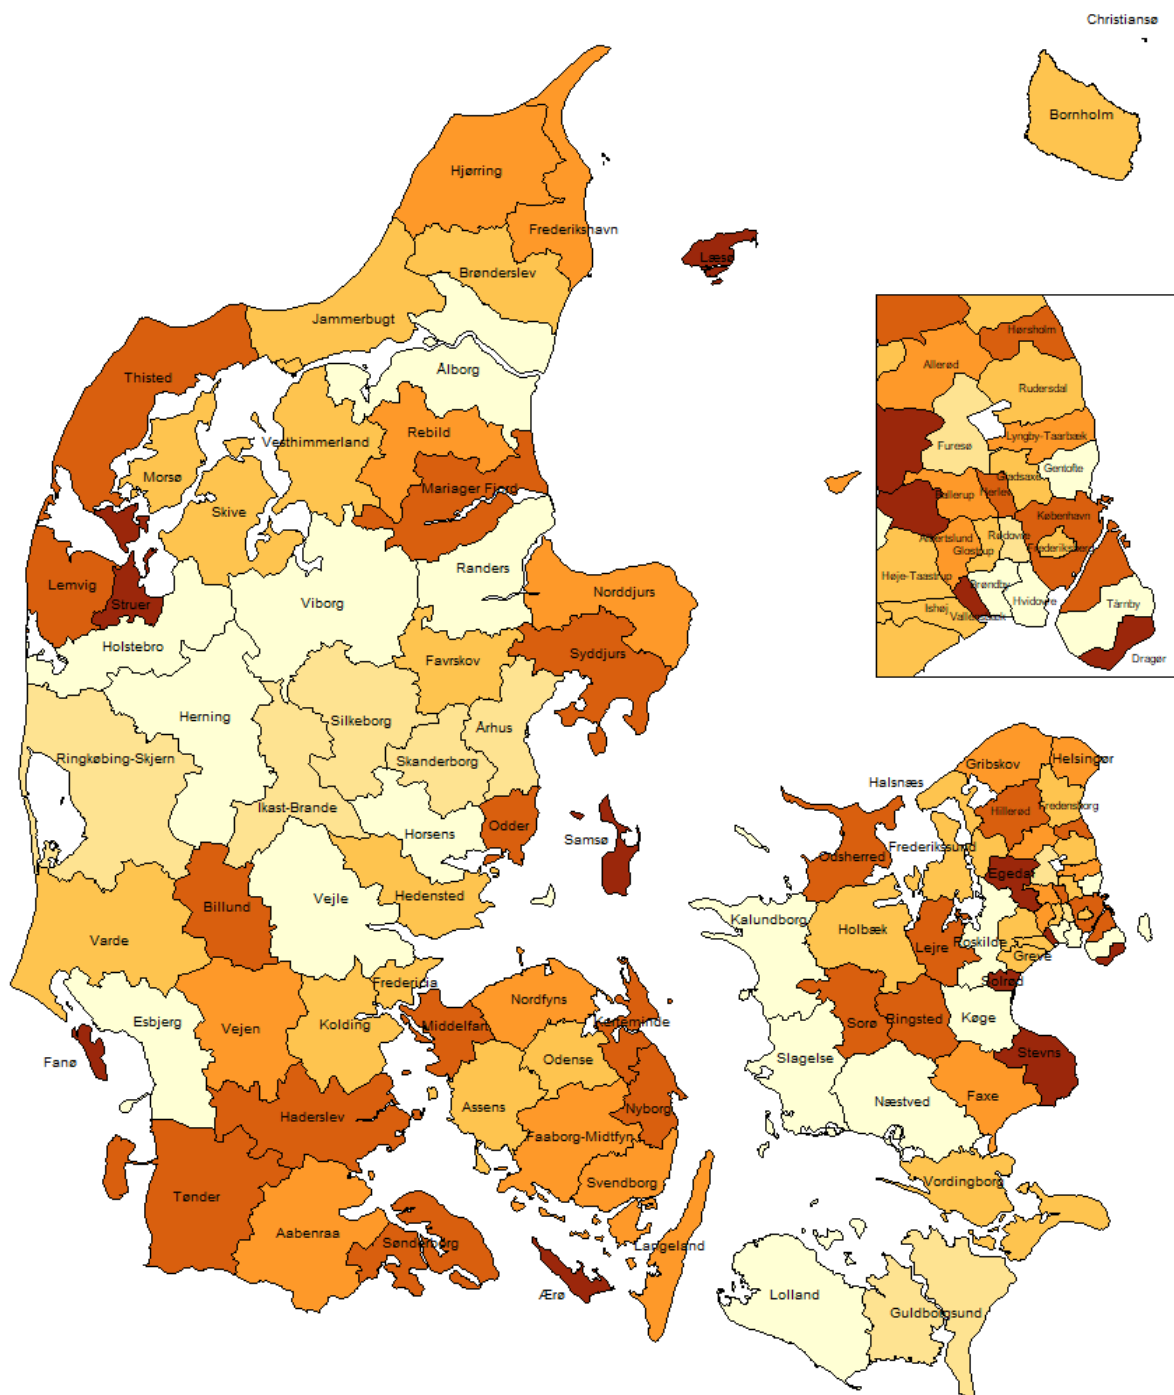 Christiansø
Bornholm
Hjørring
Frederikshavn
Læsø
Brønderslev
Jammerbugt
Ålborg
Thisted
Vesthimmerland
Rebild
Morsø
Mariager Fjord
Skive
Lemvig
Struer
Viborg
Randers
Norddjurs
Holstebro
Syddjurs
Favrskov
Herning
Silkeborg
Århus
Ringkøbing-Skjern
Skanderborg
Ikast-Brande
Horsens
Odder
Samsø
Billund
Vejle
Hedensted
Varde
Fredericia
Esbjerg
Vejen
Kolding
Middelfart
Nordfyns
Kerteminde
Fanø
Odense
Assens
Nyborg
Haderslev
Faaborg-Midtfyn
Svendborg
Tønder
Aabenraa
Sønderborg
Langeland
Ærø
Hørsholm
Allerød
Rudersdal
Lyngby-Taarbæk
Furesø
Gentofte
Gladsaxe
Ballerup
Herlev
København
Albertslund
Rødovre
Glostrup
Frederiksberg
Høje-Taastrup
Brøndby
Hvidovre
Tårnby
Ishøj
Vallensbæk
Dragør
Helsingør
Gribskov
Halsnæs
Hillerød
Fredensborg
Frederikssund
Odsherred
Egedal
Kalundborg
Holbæk
Lejre
Roskilde
Greve
Solrød
Sorø
Ringsted
Køge
Slagelse
Stevns
Næstved
Faxe
Vordingborg
Lolland
Guldborgsund